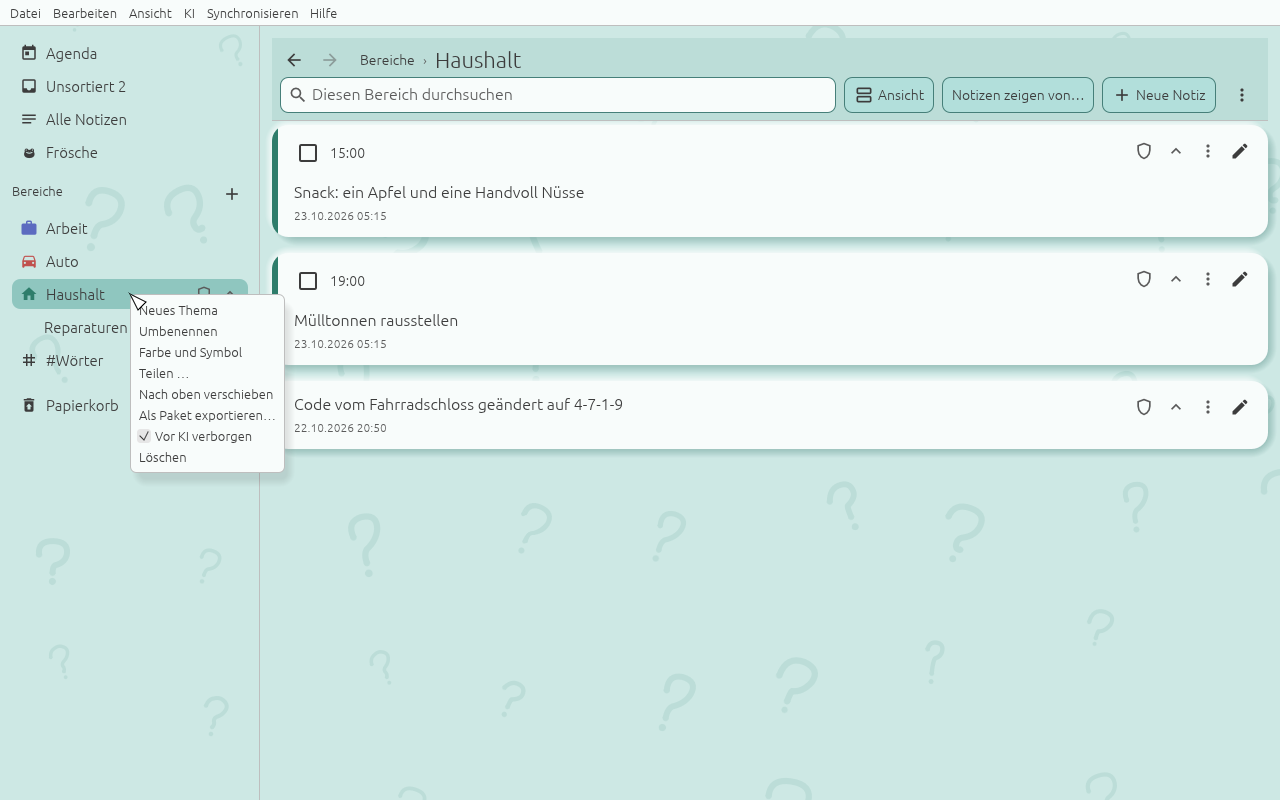 Datei Bearbeiten Ansicht KI Synchronisieren Hilfe
Agenda
Unsortiert 2
Alle Notizen
Frösche
Bereiche
Arbeit
Auto
Haushalt
Reparaturen
#Wörter
Papierkorb
Neues Thema
Umbenennen
Farbe und Symbol
Teilen …
Nach oben verschieben
Als Paket exportieren…
Vor KI verborgen
Löschen
Bereiche › Haushalt
Diesen Bereich durchsuchen
Ansicht
Notizen zeigen von…
Neue Notiz
15:00
Snack: ein Apfel und eine Handvoll Nüsse
23.10.2026 05:15
19:00
Mülltonnen rausstellen
23.10.2026 05:15
Code vom Fahrradschloss geändert auf 4-7-1-9
22.10.2026 20:50